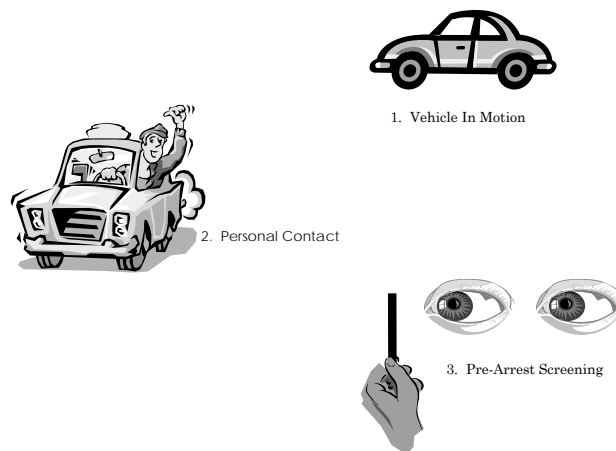 1. Vehicle In Motion
2. Personal Contact
3. Pre-Arrest Screening